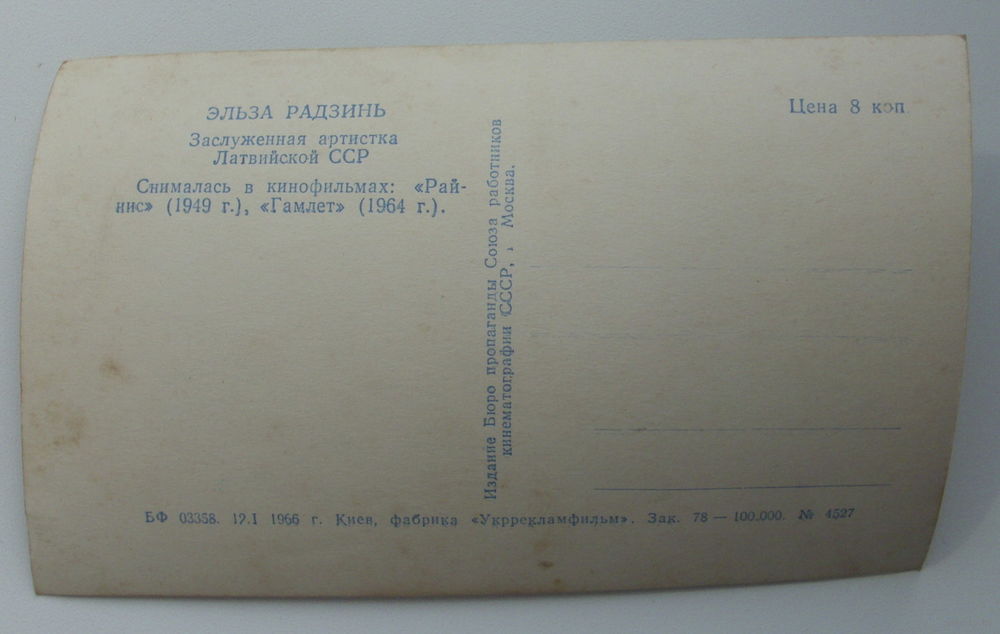 ЭЛЬЗА РАДЗИНЬ
Заслуженная артистка
Латвийской ССР
Снималась в кинофильмах: «Рай-
нис» (1949 г.), «Гамлет» (1964 г.).
Издание Бюро пропаганды Союза работников
кинематографии СССР, Москва.
Цена 8 коп.
БФ 03358. 19.I 1966 г. Киев, фабрика «Укррекламфильм». Зак. 78 — 100.000. № 4527